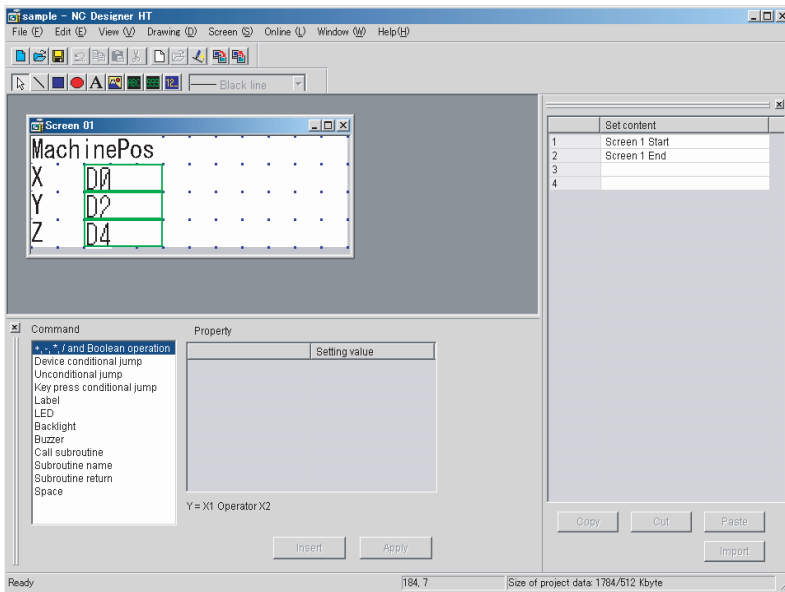 sample - NC Designer HT
File (F) Edit (E) View (V) Drawing (D) Screen (S) Online (L) Window (W) Help(H)
A ABC 555 12.. Black line
Screen 01
MachinePos
X D0
Y D2
Z D4
Set content
1 Screen 1 Start
2 Screen 1 End
3
4
Command
+, -, *, / and Boolean operation
Device conditional jump
Unconditional jump
Key press conditional jump
Label
LED
Backlight
Buzzer
Call subroutine
Subroutine name
Subroutine return
Space
Property
Setting value
Y = X1 Operator X2
Insert Apply
Copy Cut Paste
Import
Ready 184, 7 Size of project data: 1784/512 Kbyte